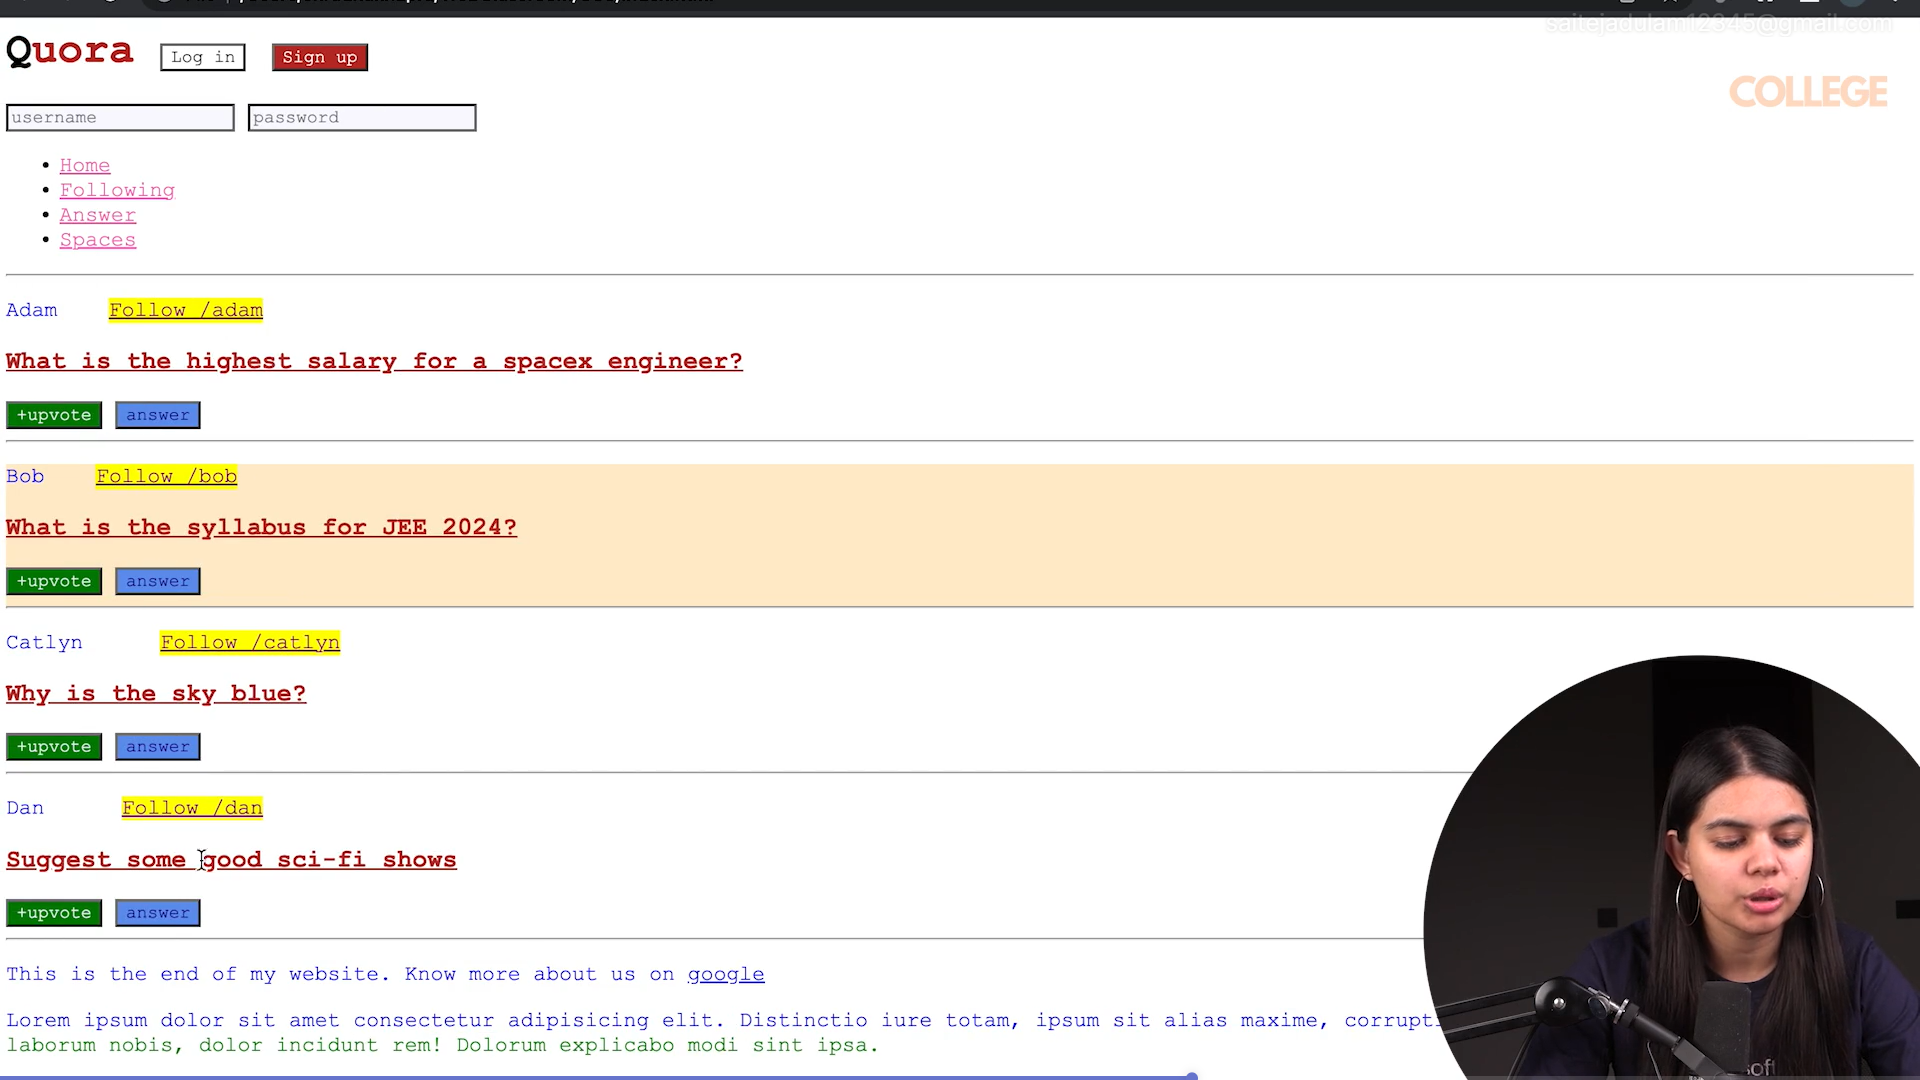 saitejadulam12345@gmail.com
Quora Log in Sign up
COLLEGE
username password
Home
Following
Answer
Spaces
Adam Follow /adam
What is the highest salary for a spacex engineer?
+upvote answer
Bob Follow /bob
What is the syllabus for JEE 2024?
+upvote answer
Catlyn Follow /catlyn
Why is the sky blue?
+upvote answer
Dan Follow /dan
Suggest some good sci-fi shows
+upvote answer
This is the end of my website. Know more about us on google
Lorem ipsum dolor sit amet consectetur adipisicing elit. Distinctio iure totam, ipsum sit alias maxime, corrupti
laborum nobis, dolor incidunt rem! Dolorum explicabo modi sint ipsa.
soft